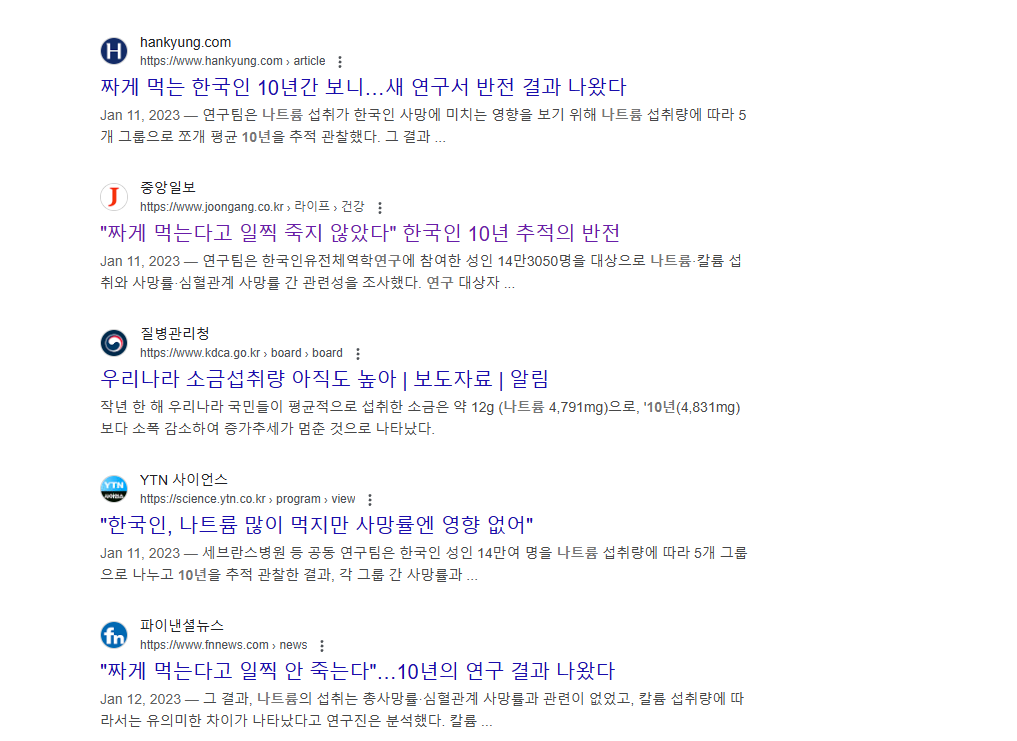 H hankyung.com
https://www.hankyung.com › article
짜게 먹는 한국인 10년간 보니…새 연구서 반전 결과 나왔다
Jan 11, 2023 — 연구팀은 나트륨 섭취가 한국인 사망에 미치는 영향을 보기 위해 나트륨 섭취량에 따라 5
개 그룹으로 쪼개 평균 10년을 추적 관찰했다. 그 결과 ...
J 중앙일보
https://www.joongang.co.kr › 라이프 › 건강
"짜게 먹는다고 일찍 죽지 않았다" 한국인 10년 추적의 반전
Jan 11, 2023 — 연구팀은 한국인유전체역학연구에 참여한 성인 14만3050명을 대상으로 나트륨·칼륨 섭
취와 사망률·심혈관계 사망률 간 관련성을 조사했다. 연구 대상자 ...
질병관리청
https://www.kdca.go.kr › board › board
우리나라 소금섭취량 아직도 높아 | 보도자료 | 알림
작년 한 해 우리나라 국민들이 평균적으로 섭취한 소금은 약 12g (나트륨 4,791mg)으로, '10년(4,831mg)
보다 소폭 감소하여 증가추세가 멈춘 것으로 나타났다.
YTN 사이언스 YTN 사이언스
https://science.ytn.co.kr › program › view
"한국인, 나트륨 많이 먹지만 사망률엔 영향 없어"
Jan 11, 2023 — 세브란스병원 등 공동 연구팀은 한국인 성인 14만여 명을 나트륨 섭취량에 따라 5개 그룹
으로 나누고 10년을 추적 관찰한 결과, 각 그룹 간 사망률과 ...
fn 파이낸셜뉴스
https://www.fnnews.com › news
"짜게 먹는다고 일찍 안 죽는다"…10년의 연구 결과 나왔다
Jan 12, 2023 — 그 결과, 나트륨의 섭취는 총사망률·심혈관계 사망률과 관련이 없었고, 칼륨 섭취량에 따
라서는 유의미한 차이가 나타났다고 연구진은 분석했다. 칼륨 ...